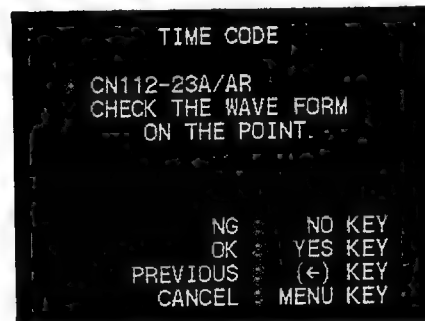 TIME CODE
CN112-23A/AR
CHECK THE WAVE FORM
ON THE POINT.
NG : NO KEY
OK : YES KEY
PREVIOUS : (←) KEY
CANCEL : MENU KEY